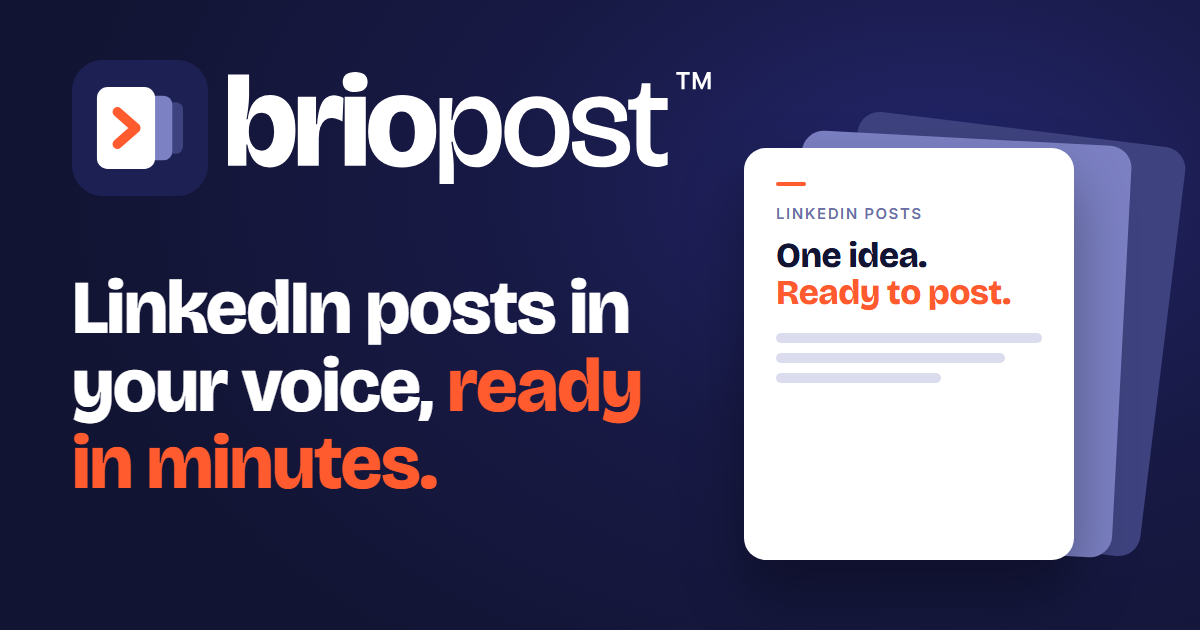 briopost™
LinkedIn posts in
your voice, ready
in minutes.
LINKEDIN POSTS
One idea.
Ready to post.